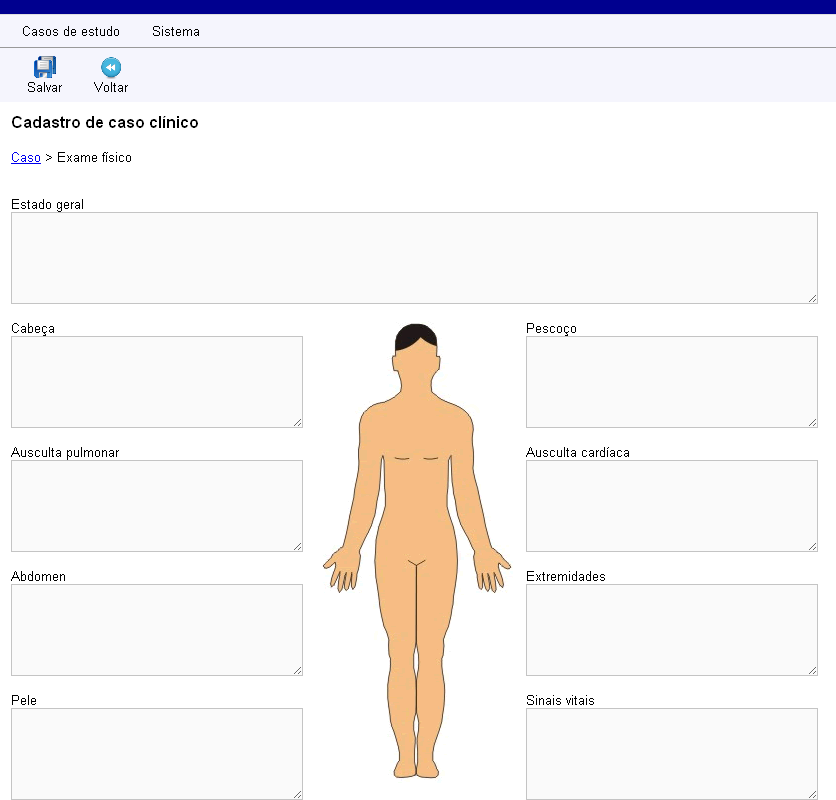 Casos de estudo Sistema
Salvar Voltar
Cadastro de caso clínico
Caso > Exame físico
Estado geral
Cabeça Pescoço
Ausculta pulmonar Ausculta cardíaca
Abdomen Extremidades
Pele Sinais vitais